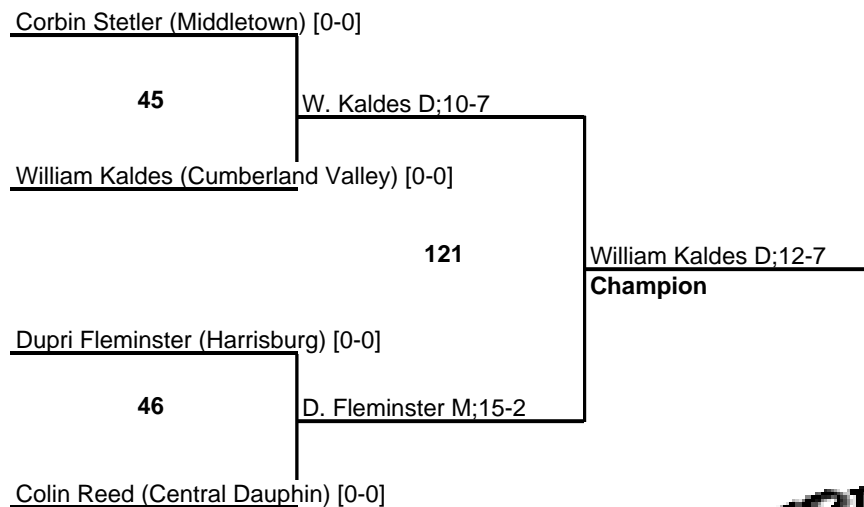 Corbin Stetler (Middletown) [0-0]
45
W. Kaldes D;10-7
William Kaldes (Cumberland Valley) [0-0]
121
William Kaldes D;12-7
Champion
Dupri Fleminster (Harrisburg) [0-0]
46
D. Fleminster M;15-2
Colin Reed (Central Dauphin) [0-0]